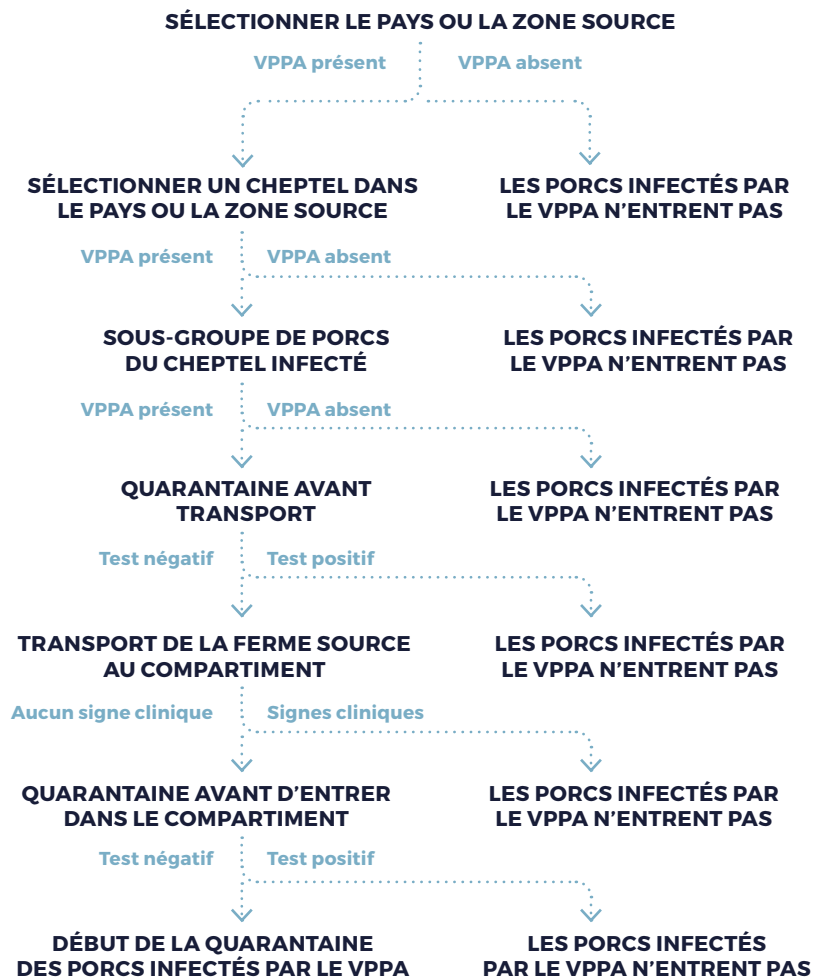 SÉLECTIONNER LE PAYS OU LA ZONE SOURCE
VPPA présent
VPPA absent
SÉLECTIONNER UN CHEPTEL DANS
LE PAYS OU LA ZONE SOURCE
LES PORCS INFECTÉS PAR
LE VPPA N’ENTRENT PAS
VPPA présent
VPPA absent
SOUS-GROUPE DE PORCS
DU CHEPTEL INFECTÉ
LES PORCS INFECTÉS PAR
LE VPPA N’ENTRENT PAS
VPPA présent
VPPA absent
QUARANTAINE AVANT
TRANSPORT
LES PORCS INFECTÉS PAR
LE VPPA N’ENTRENT PAS
Test négatif
Test positif
TRANSPORT DE LA FERME SOURCE
AU COMPARTIMENT
LES PORCS INFECTÉS PAR
LE VPPA N’ENTRENT PAS
Aucun signe clinique
Signes cliniques
QUARANTAINE AVANT D’ENTRER
DANS LE COMPARTIMENT
LES PORCS INFECTÉS PAR
LE VPPA N’ENTRENT PAS
Test négatif
Test positif
DÉBUT DE LA QUARANTAINE
DES PORCS INFECTÉS PAR LE VPPA
LES PORCS INFECTÉS
PAR LE VPPA N’ENTRENT PAS